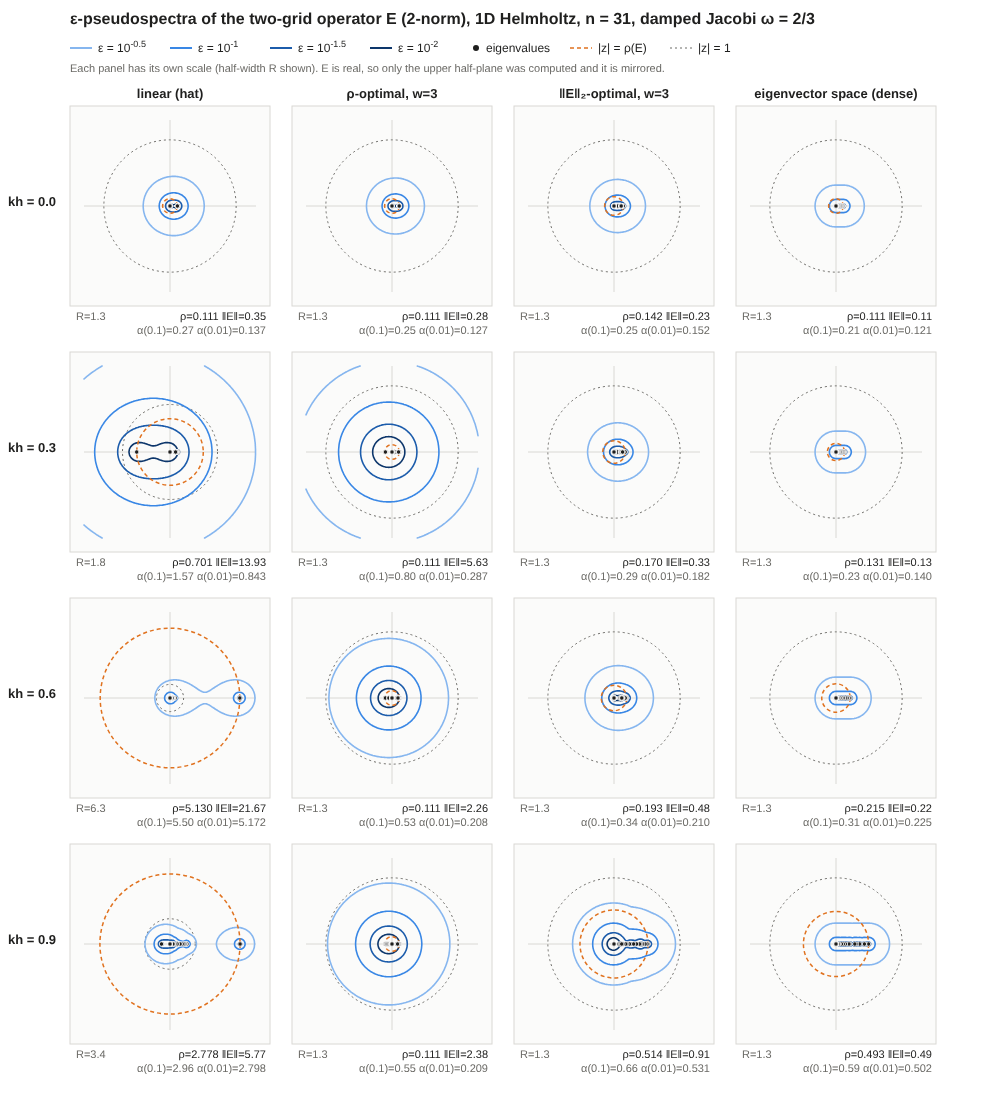 ε-pseudospectra of the two-grid operator E (2-norm), 1D Helmholtz, n = 31, damped Jacobi ω = 2/3
ε = 10^-0.5 ε = 10^-1 ε = 10^-1.5 ε = 10^-2 eigenvalues |z| = ρ(E) |z| = 1
Each panel has its own scale (half-width R shown). E is real, so only the upper half-plane was computed and it is mirrored.
linear (hat) ρ-optimal, w=3 ‖E‖₂-optimal, w=3 eigenvector space (dense)
kh = 0.0
R=1.3 ρ=0.111 ‖E‖=0.35 R=1.3 ρ=0.111 ‖E‖=0.28 R=1.3 ρ=0.142 ‖E‖=0.23 R=1.3 ρ=0.111 ‖E‖=0.11
α(0.1)=0.27 α(0.01)=0.137 α(0.1)=0.25 α(0.01)=0.127 α(0.1)=0.25 α(0.01)=0.152 α(0.1)=0.21 α(0.01)=0.121
kh = 0.3
R=1.8 ρ=0.701 ‖E‖=13.93 R=1.3 ρ=0.111 ‖E‖=5.63 R=1.3 ρ=0.170 ‖E‖=0.33 R=1.3 ρ=0.131 ‖E‖=0.13
α(0.1)=1.57 α(0.01)=0.843 α(0.1)=0.80 α(0.01)=0.287 α(0.1)=0.29 α(0.01)=0.182 α(0.1)=0.23 α(0.01)=0.140
kh = 0.6
R=6.3 ρ=5.130 ‖E‖=21.67 R=1.3 ρ=0.111 ‖E‖=2.26 R=1.3 ρ=0.193 ‖E‖=0.48 R=1.3 ρ=0.215 ‖E‖=0.22
α(0.1)=5.50 α(0.01)=5.172 α(0.1)=0.53 α(0.01)=0.208 α(0.1)=0.34 α(0.01)=0.210 α(0.1)=0.31 α(0.01)=0.225
kh = 0.9
R=3.4 ρ=2.778 ‖E‖=5.77 R=1.3 ρ=0.111 ‖E‖=2.38 R=1.3 ρ=0.514 ‖E‖=0.91 R=1.3 ρ=0.493 ‖E‖=0.49
α(0.1)=2.96 α(0.01)=2.798 α(0.1)=0.55 α(0.01)=0.209 α(0.1)=0.66 α(0.01)=0.531 α(0.1)=0.59 α(0.01)=0.502